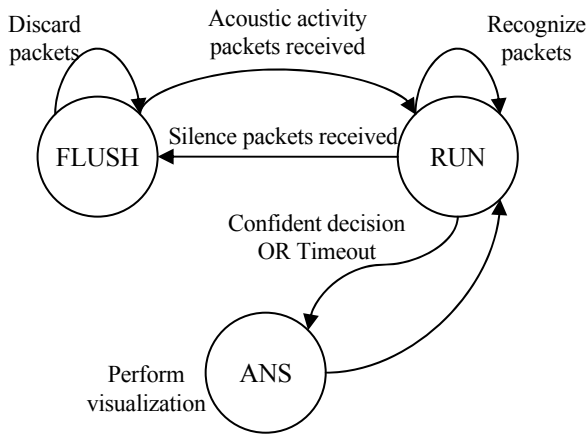 Discard
packets
Acoustic activity
packets received
Recognize
packets
Silence packets received
FLUSH
RUN
Confident decision
OR Timeout
ANS
Perform
visualization